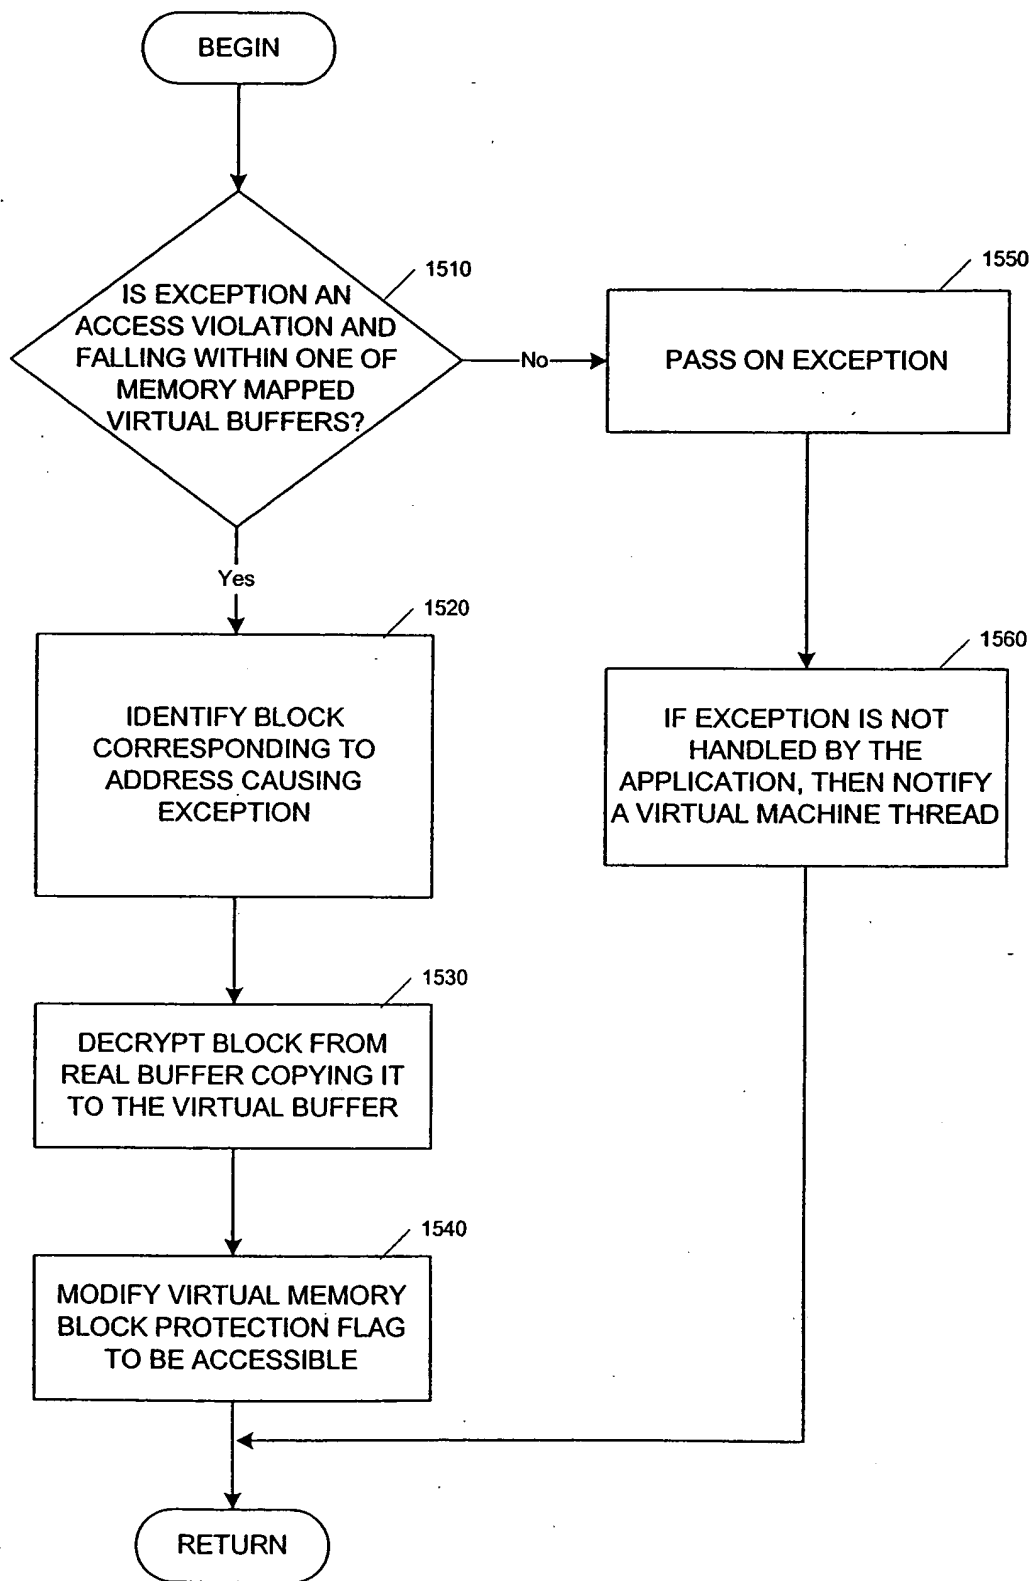 BEGIN
1510
IS EXCEPTION AN
ACCESS VIOLATION AND
FALLING WITHIN ONE OF
MEMORY MAPPED
VIRTUAL BUFFERS?
No
1550
PASS ON EXCEPTION
Yes
1520
IDENTIFY BLOCK
CORRESPONDING TO
ADDRESS CAUSING
EXCEPTION
1560
IF EXCEPTION IS NOT
HANDLED BY THE
APPLICATION, THEN NOTIFY
A VIRTUAL MACHINE THREAD
1530
DECRYPT BLOCK FROM
REAL BUFFER COPYING IT
TO THE VIRTUAL BUFFER
1540
MODIFY VIRTUAL MEMORY
BLOCK PROTECTION FLAG
TO BE ACCESSIBLE
RETURN